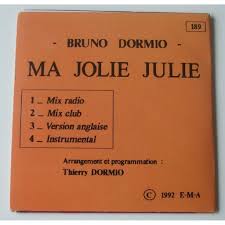 189
- BRUNO DORMIO -
MA JOLIE JULIE
1 _ Mix radio
2 _ Mix club
3 _ Version anglaise
4 _ Instrumental
Arrangement et programmation :
Thierry DORMIO
© 1992 E-M-A